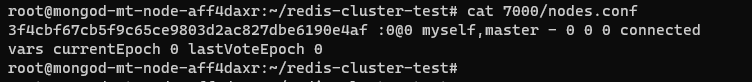 root@mongod-mt-node-aff4daxr:~/redis-cluster-test# cat 7000/nodes.conf
3f4cbf67cb5f9c65ce9803d2ac827dbe6190e4af :0@0 myself,master - 0 0 0 connected
vars currentEpoch 0 lastVoteEpoch 0
root@mongod-mt-node-aff4daxr:~/redis-cluster-test#